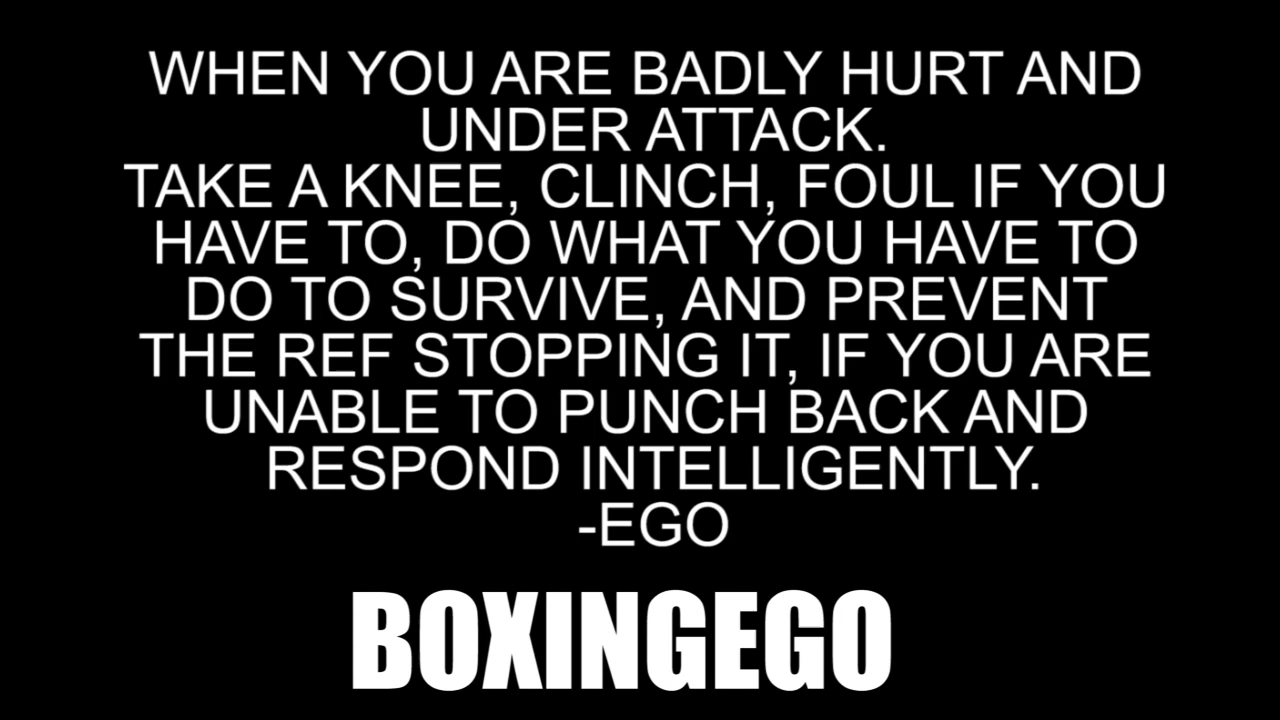 WHEN YOU ARE BADLY HURT AND
UNDER ATTACK.
TAKE A KNEE, CLINCH, FOUL IF YOU
HAVE TO, DO WHAT YOU HAVE TO
DO TO SURVIVE, AND PREVENT
THE REF STOPPING IT, IF YOU ARE
UNABLE TO PUNCH BACK AND
RESPOND INTELLIGENTLY.
-EGO
BOXINGEGO